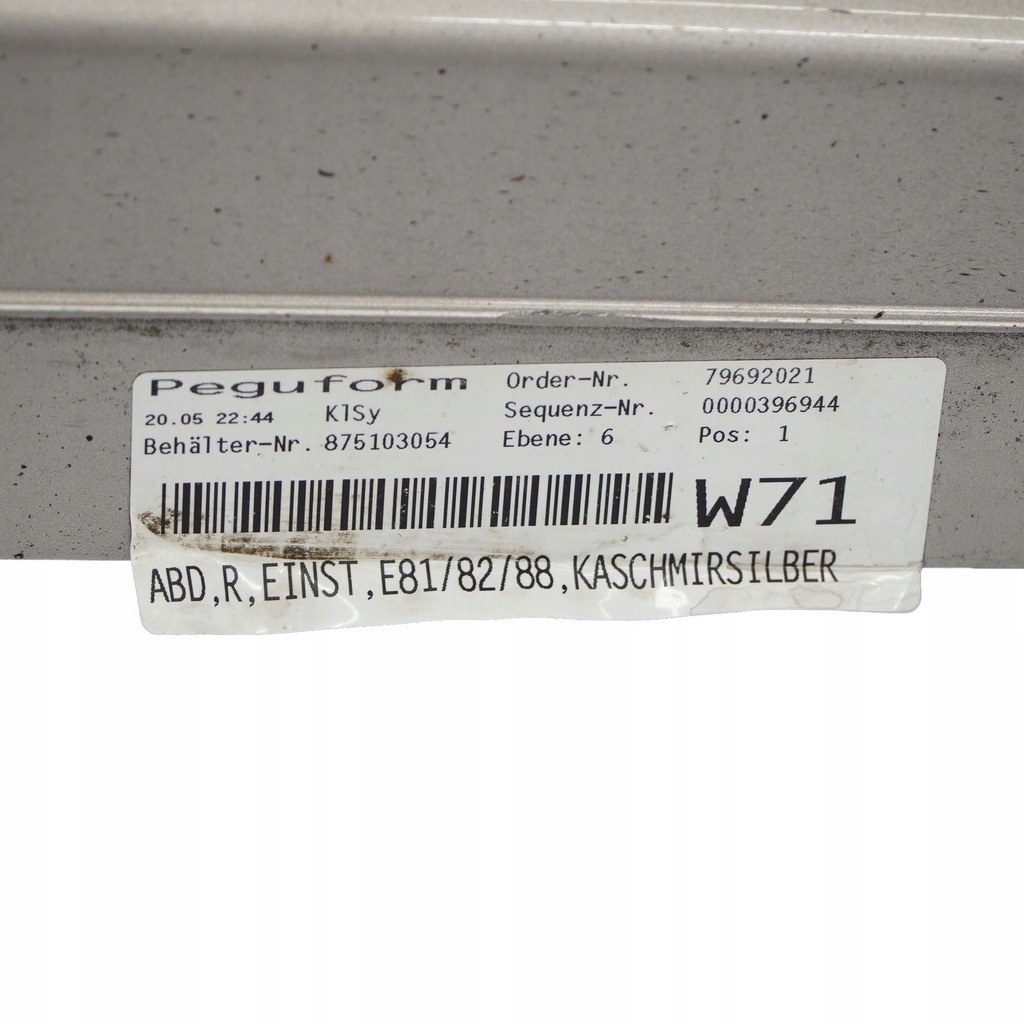 Peguform Order-Nr. 79692021
20.05 22:44 KlSy Sequenz-Nr. 0000396944
Behälter-Nr. 875103054 Ebene: 6 Pos: 1
W71
ABD,R,EINST,E81/82/88,KASCHMIRSILBER